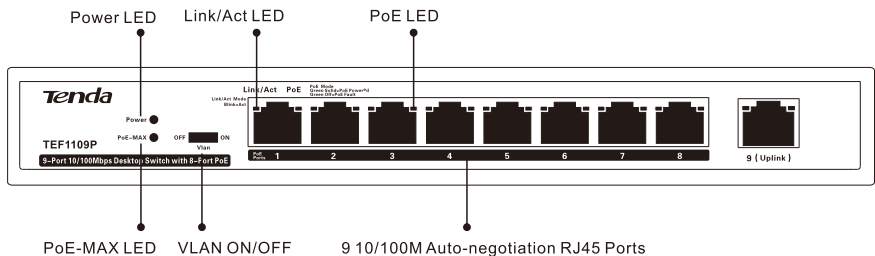 Power LED
Link/Act LED
PoE LED
Tenda
Link/Act PoE
PoE Mode
Green Solid=PoE Power'd
Green Off=PoE Fault
Link/Act Mode
Blink=Act
Power
PoE-MAX
OFF ON
Vlan
TEF1109P
9-Port 10/100Mbps Desktop Switch with 8-Port PoE
PoE Ports 1 2 3 4 5 6 7 8
9 (Uplink)
PoE-MAX LED
VLAN ON/OFF
9 10/100M Auto-negotiation RJ45 Ports